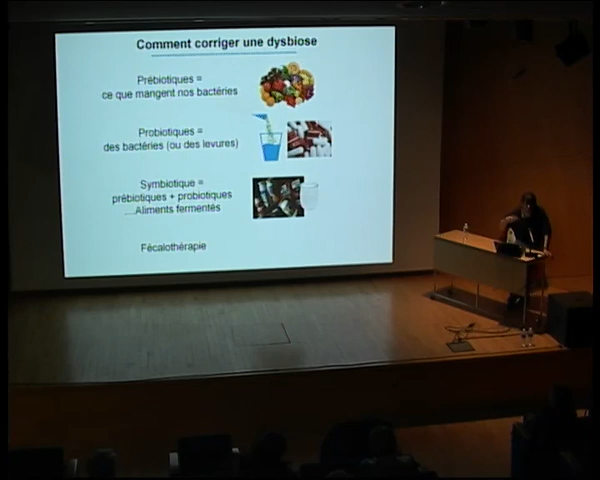 Comment corriger une dysbiose
Prébiotiques =
ce que mangent nos bactéries
Probiotiques =
des bactéries (ou des levures)
Symbiotique =
prébiotiques + probiotiques
...Aliments fermentés
Fécalothérapie